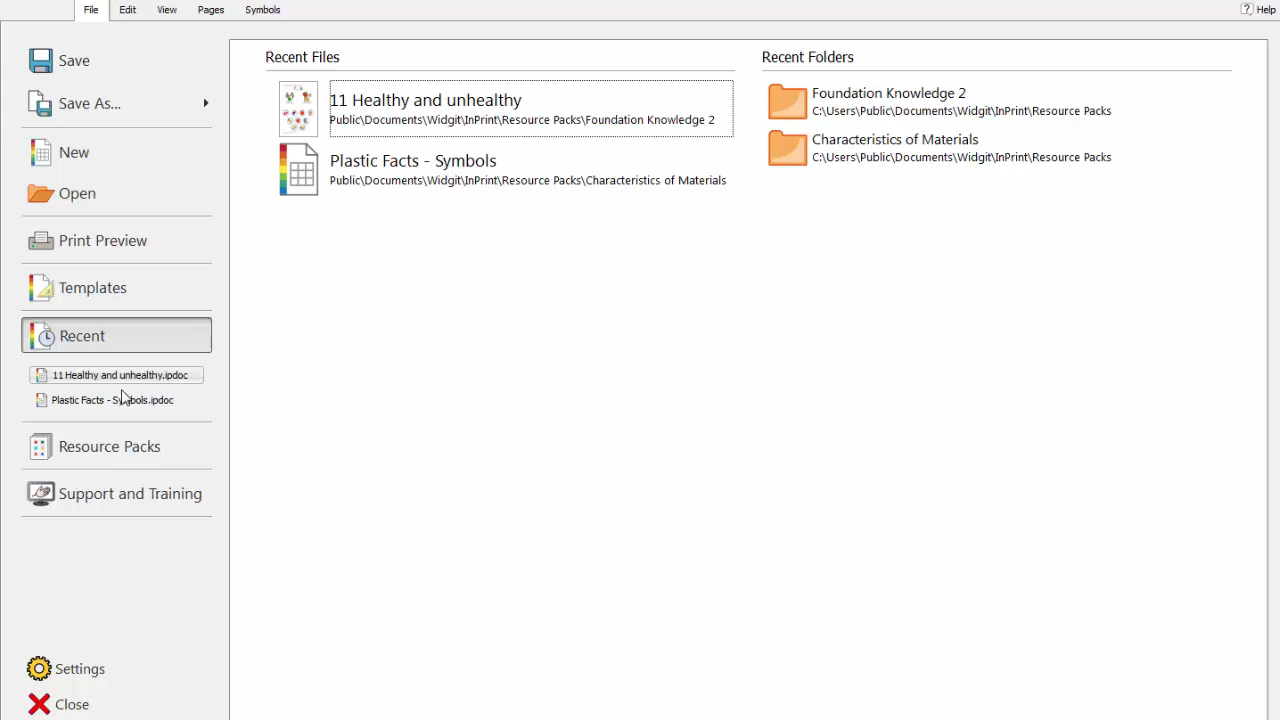 File Edit View Pages Symbols
? Help
Save
Save As...
New
Open
Print Preview
Templates
Recent
11 Healthy and unhealthy.ipdoc
Plastic Facts - Symbols.ipdoc
Resource Packs
Support and Training
Settings
Close
Recent Files
11 Healthy and unhealthy
Public\Documents\Widgit\InPrint\Resource Packs\Foundation Knowledge 2
Plastic Facts - Symbols
Public\Documents\Widgit\InPrint\Resource Packs\Characteristics of Materials
Recent Folders
Foundation Knowledge 2
C:\Users\Public\Documents\Widgit\InPrint\Resource Packs
Characteristics of Materials
C:\Users\Public\Documents\Widgit\InPrint\Resource Packs